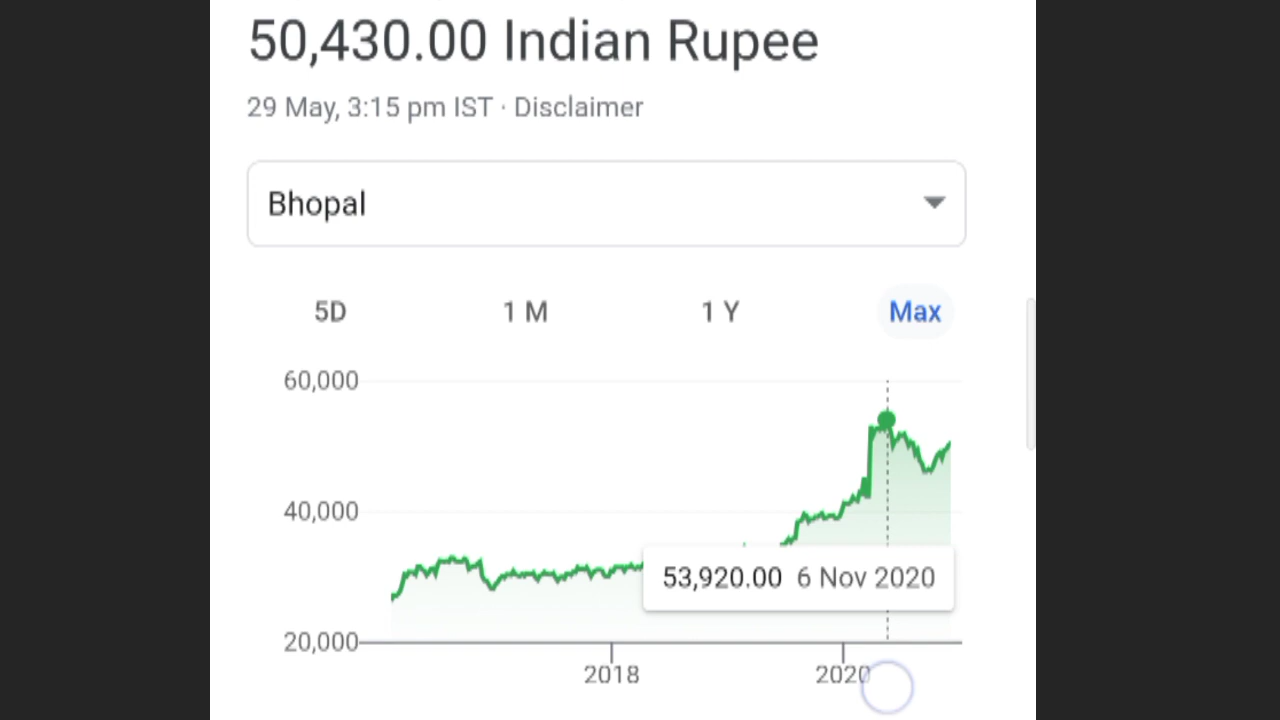 50,430.00 Indian Rupee
29 May, 3:15 pm IST · Disclaimer
Bhopal
5D 1 M 1 Y Max
60,000
40,000
53,920.00 6 Nov 2020
20,000
2018 2020